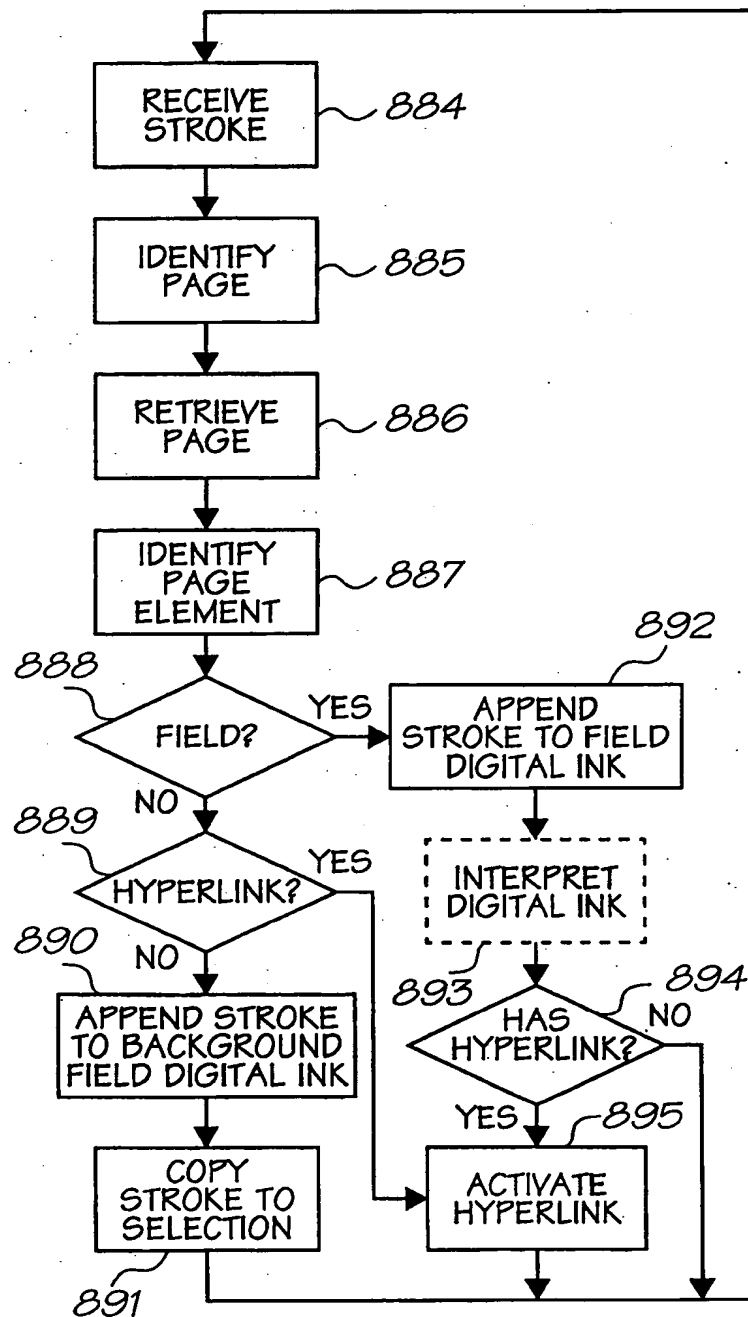 RECEIVE
STROKE
884
IDENTIFY
PAGE
885
RETRIEVE
PAGE
886
IDENTIFY
PAGE
ELEMENT
887
888
FIELD?
YES
NO
892
APPEND
STROKE TO FIELD
DIGITAL INK
889
HYPERLINK?
YES
NO
INTERPRET
DIGITAL INK
893
890
APPEND STROKE
TO BACKGROUND
FIELD DIGITAL INK
894
HAS
HYPERLINK?
NO
YES
895
COPY
STROKE TO
SELECTION
891
ACTIVATE
HYPERLINK